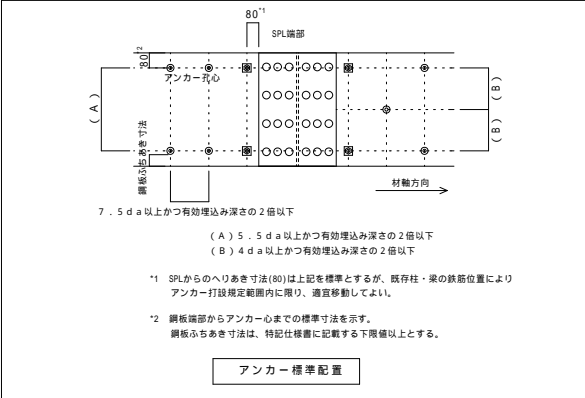 80*1
SPL端部
80*2
アンカー孔心
(A)
(B)
(B)
鋼板ふちあき寸法
材軸方向
7.5da以上かつ有効埋込み深さの2倍以下
(A)5.5da以上かつ有効埋込み深さの2倍以下
(B)4da以上かつ有効埋込み深さの2倍以下
*1 SPLからのへりあき寸法(80)は上記を標準とするが、既存柱・梁の鉄筋位置により
アンカー打設規定範囲内に限り、適宜移動してよい。
*2 鋼板端部からアンカー心までの標準寸法を示す。
鋼板ふちあき寸法は、特記仕様書に記載する下限値以上とする。
アンカー標準配置